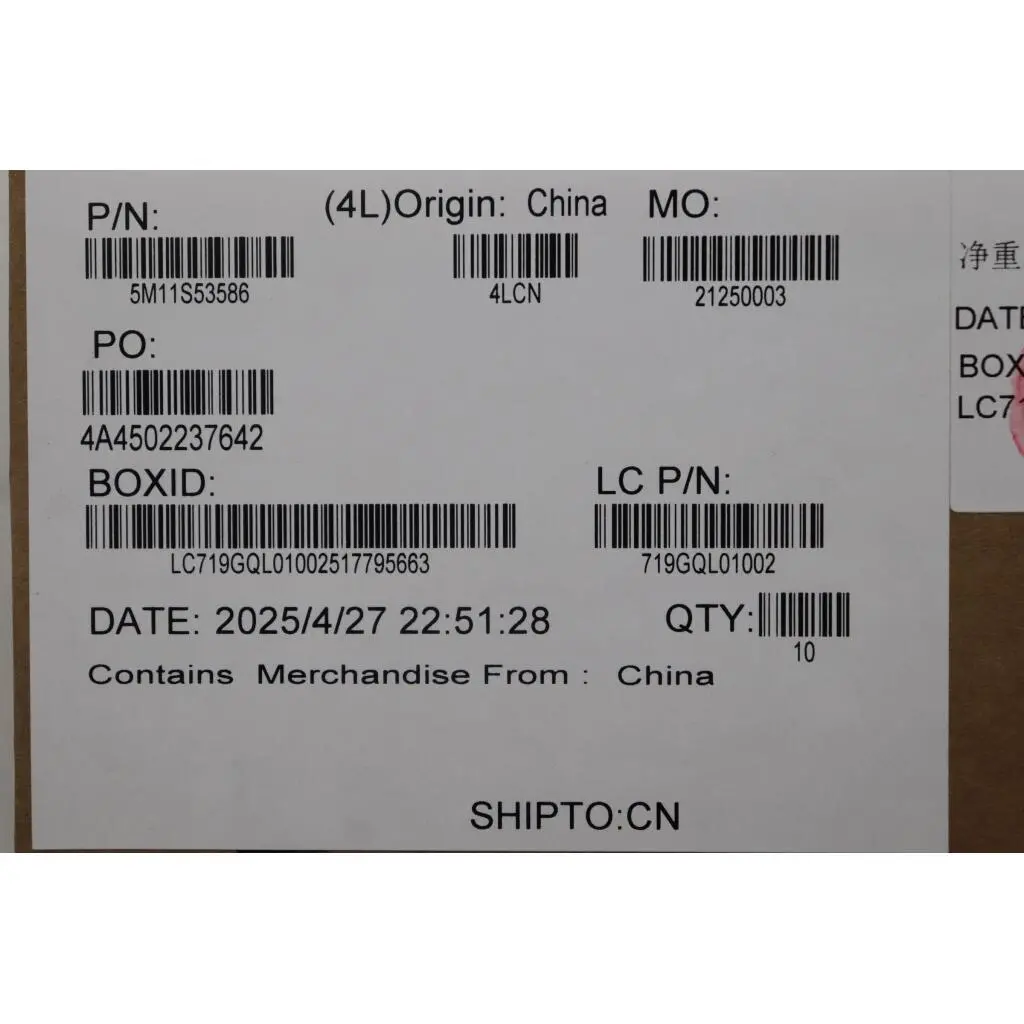 P/N:
(4L)Origin: China
MO:
5M11S53586
4LCN
21250003
PO:
4A4502237642
BOXID:
LC P/N:
LC719GQL01002517795663
719GQL01002
DATE: 2025/4/27 22:51:28
QTY:
10
Contains Merchandise From : China
SHIPTO:CN
净重
DATE
BOX
LC71